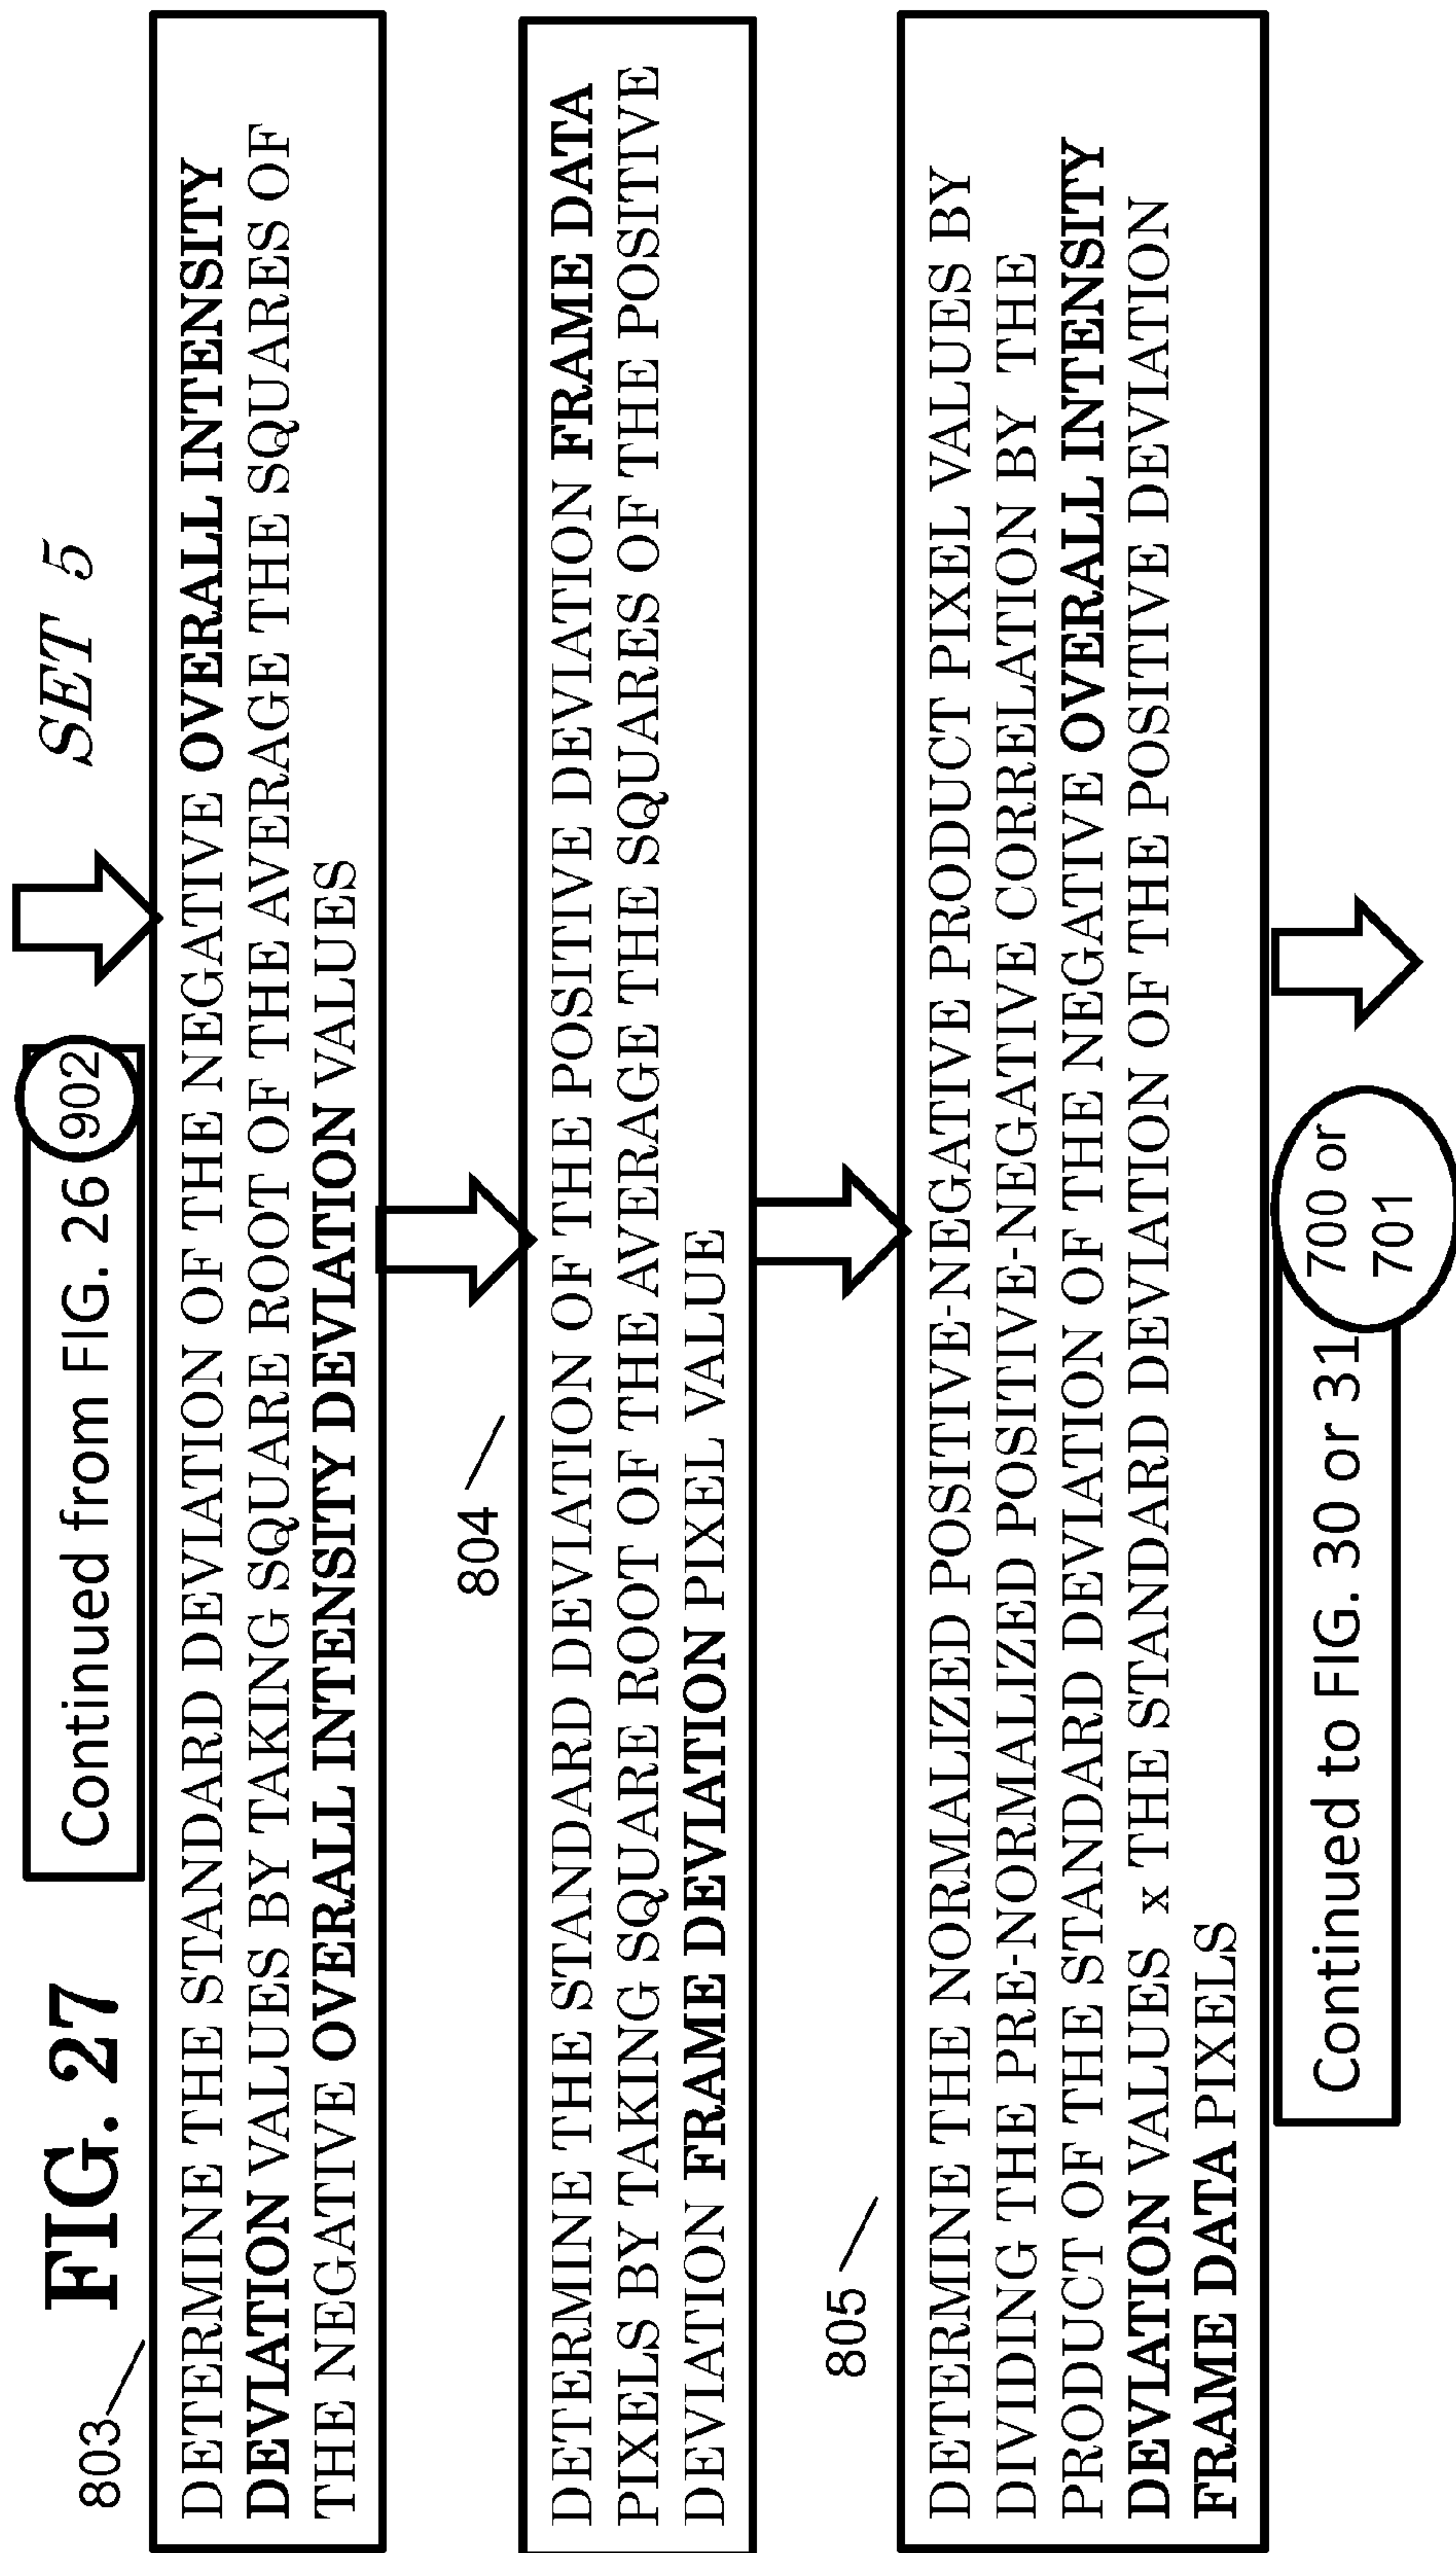 FIG. 27
Continued from FIG. 26
902
SET 5
803
DETERMINE THE STANDARD DEVIATION OF THE NEGATIVE OVERALL INTENSITY
DEVIATION VALUES BY TAKING SQUARE ROOT OF THE AVERAGE THE SQUARES OF
THE NEGATIVE OVERALL INTENSITY DEVIATION VALUES
804
DETERMINE THE STANDARD DEVIATION OF THE POSITIVE DEVIATION FRAME DATA
PIXELS BY TAKING SQUARE ROOT OF THE AVERAGE THE SQUARES OF THE POSITIVE
DEVIATION FRAME DEVIATION PIXEL VALUE
805
DETERMINE THE NORMALIZED POSITIVE-NEGATIVE PRODUCT PIXEL VALUES BY
DIVIDING THE PRE-NORMALIZED POSITIVE-NEGATIVE CORRELATION BY THE
PRODUCT OF THE STANDARD DEVIATION OF THE NEGATIVE OVERALL INTENSITY
DEVIATION VALUES x THE STANDARD DEVIATION OF THE POSITIVE DEVIATION
FRAME DATA PIXELS
Continued to FIG. 30 or 31
700 or
701